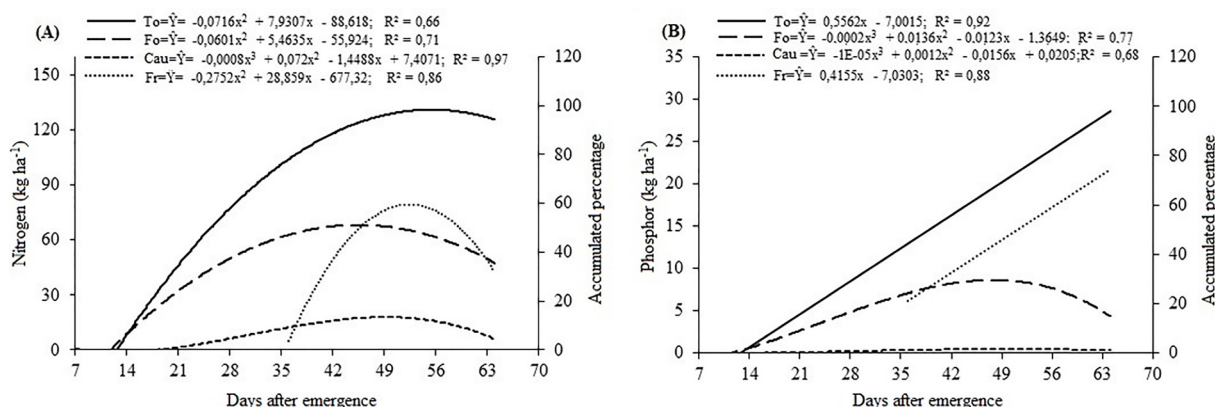 (A)
To=Ŷ= -0,0716x² + 7,9307x - 88,618; R² = 0,66
Fo=Ŷ= -0,0601x² + 5,4635x - 55,924; R² = 0,71
Cau=Ŷ= -0,0008x³ + 0,072x² - 1,4488x + 7,4071; R² = 0,97
Fr=Ŷ= -0,2752x² + 28,859x - 677,32; R² = 0,86
150
120
90
60
30
0
Nitrogen (kg ha⁻¹)
120
100
80
60
40
20
0
Accumulated percentage
7 14 21 28 35 42 49 56 63 70
Days after emergence
(B)
To=Ŷ= 0,5562x - 7,0015; R² = 0,92
Fo=Ŷ= -0.0002x³ + 0,0136x² - 0,0123x - 1,3649; R² = 0.77
Cau =Ŷ= -1E-05x³ + 0,0012x² - 0,0156x + 0,0205;R² = 0,68
Fr=Ŷ= 0,4155x - 7,0303; R² = 0,88
35
30
25
20
15
10
5
0
Phosphor (kg ha⁻¹)
120
100
80
60
40
20
0
Accumulated percentage
7 14 21 28 35 42 49 56 63 70
Days after emergence